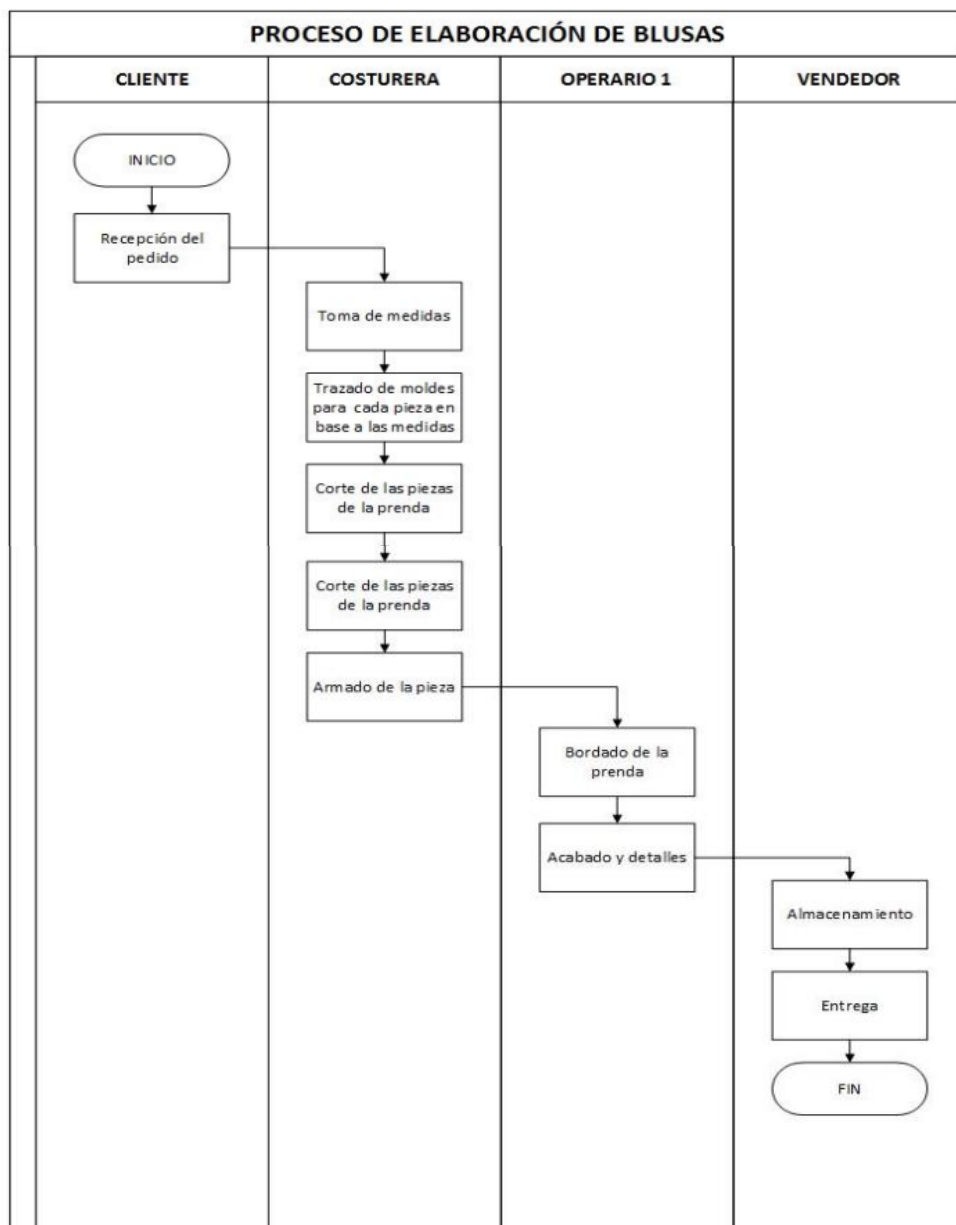 PROCESO DE ELABORACIÓN DE BLUSAS
CLIENTE
COSTURERA
OPERARIO 1
VENDEDOR
INICIO
Recepción del
pedido
Toma de medidas
Trazado de moldes
para cada pieza en
base a las medidas
Corte de las piezas
de la prenda
Corte de las piezas
de la prenda
Armado de la pieza
Bordado de la
prenda
Acabado y detalles
Almacenamiento
Entrega
FIN